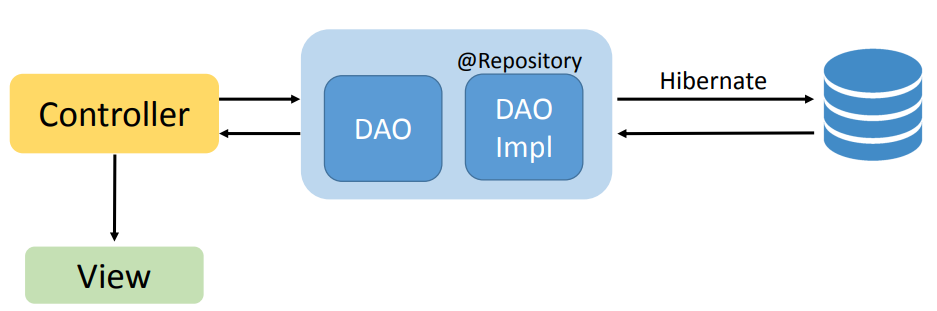 @Repository
Hibernate
Controller
DAO
DAO
Impl
View